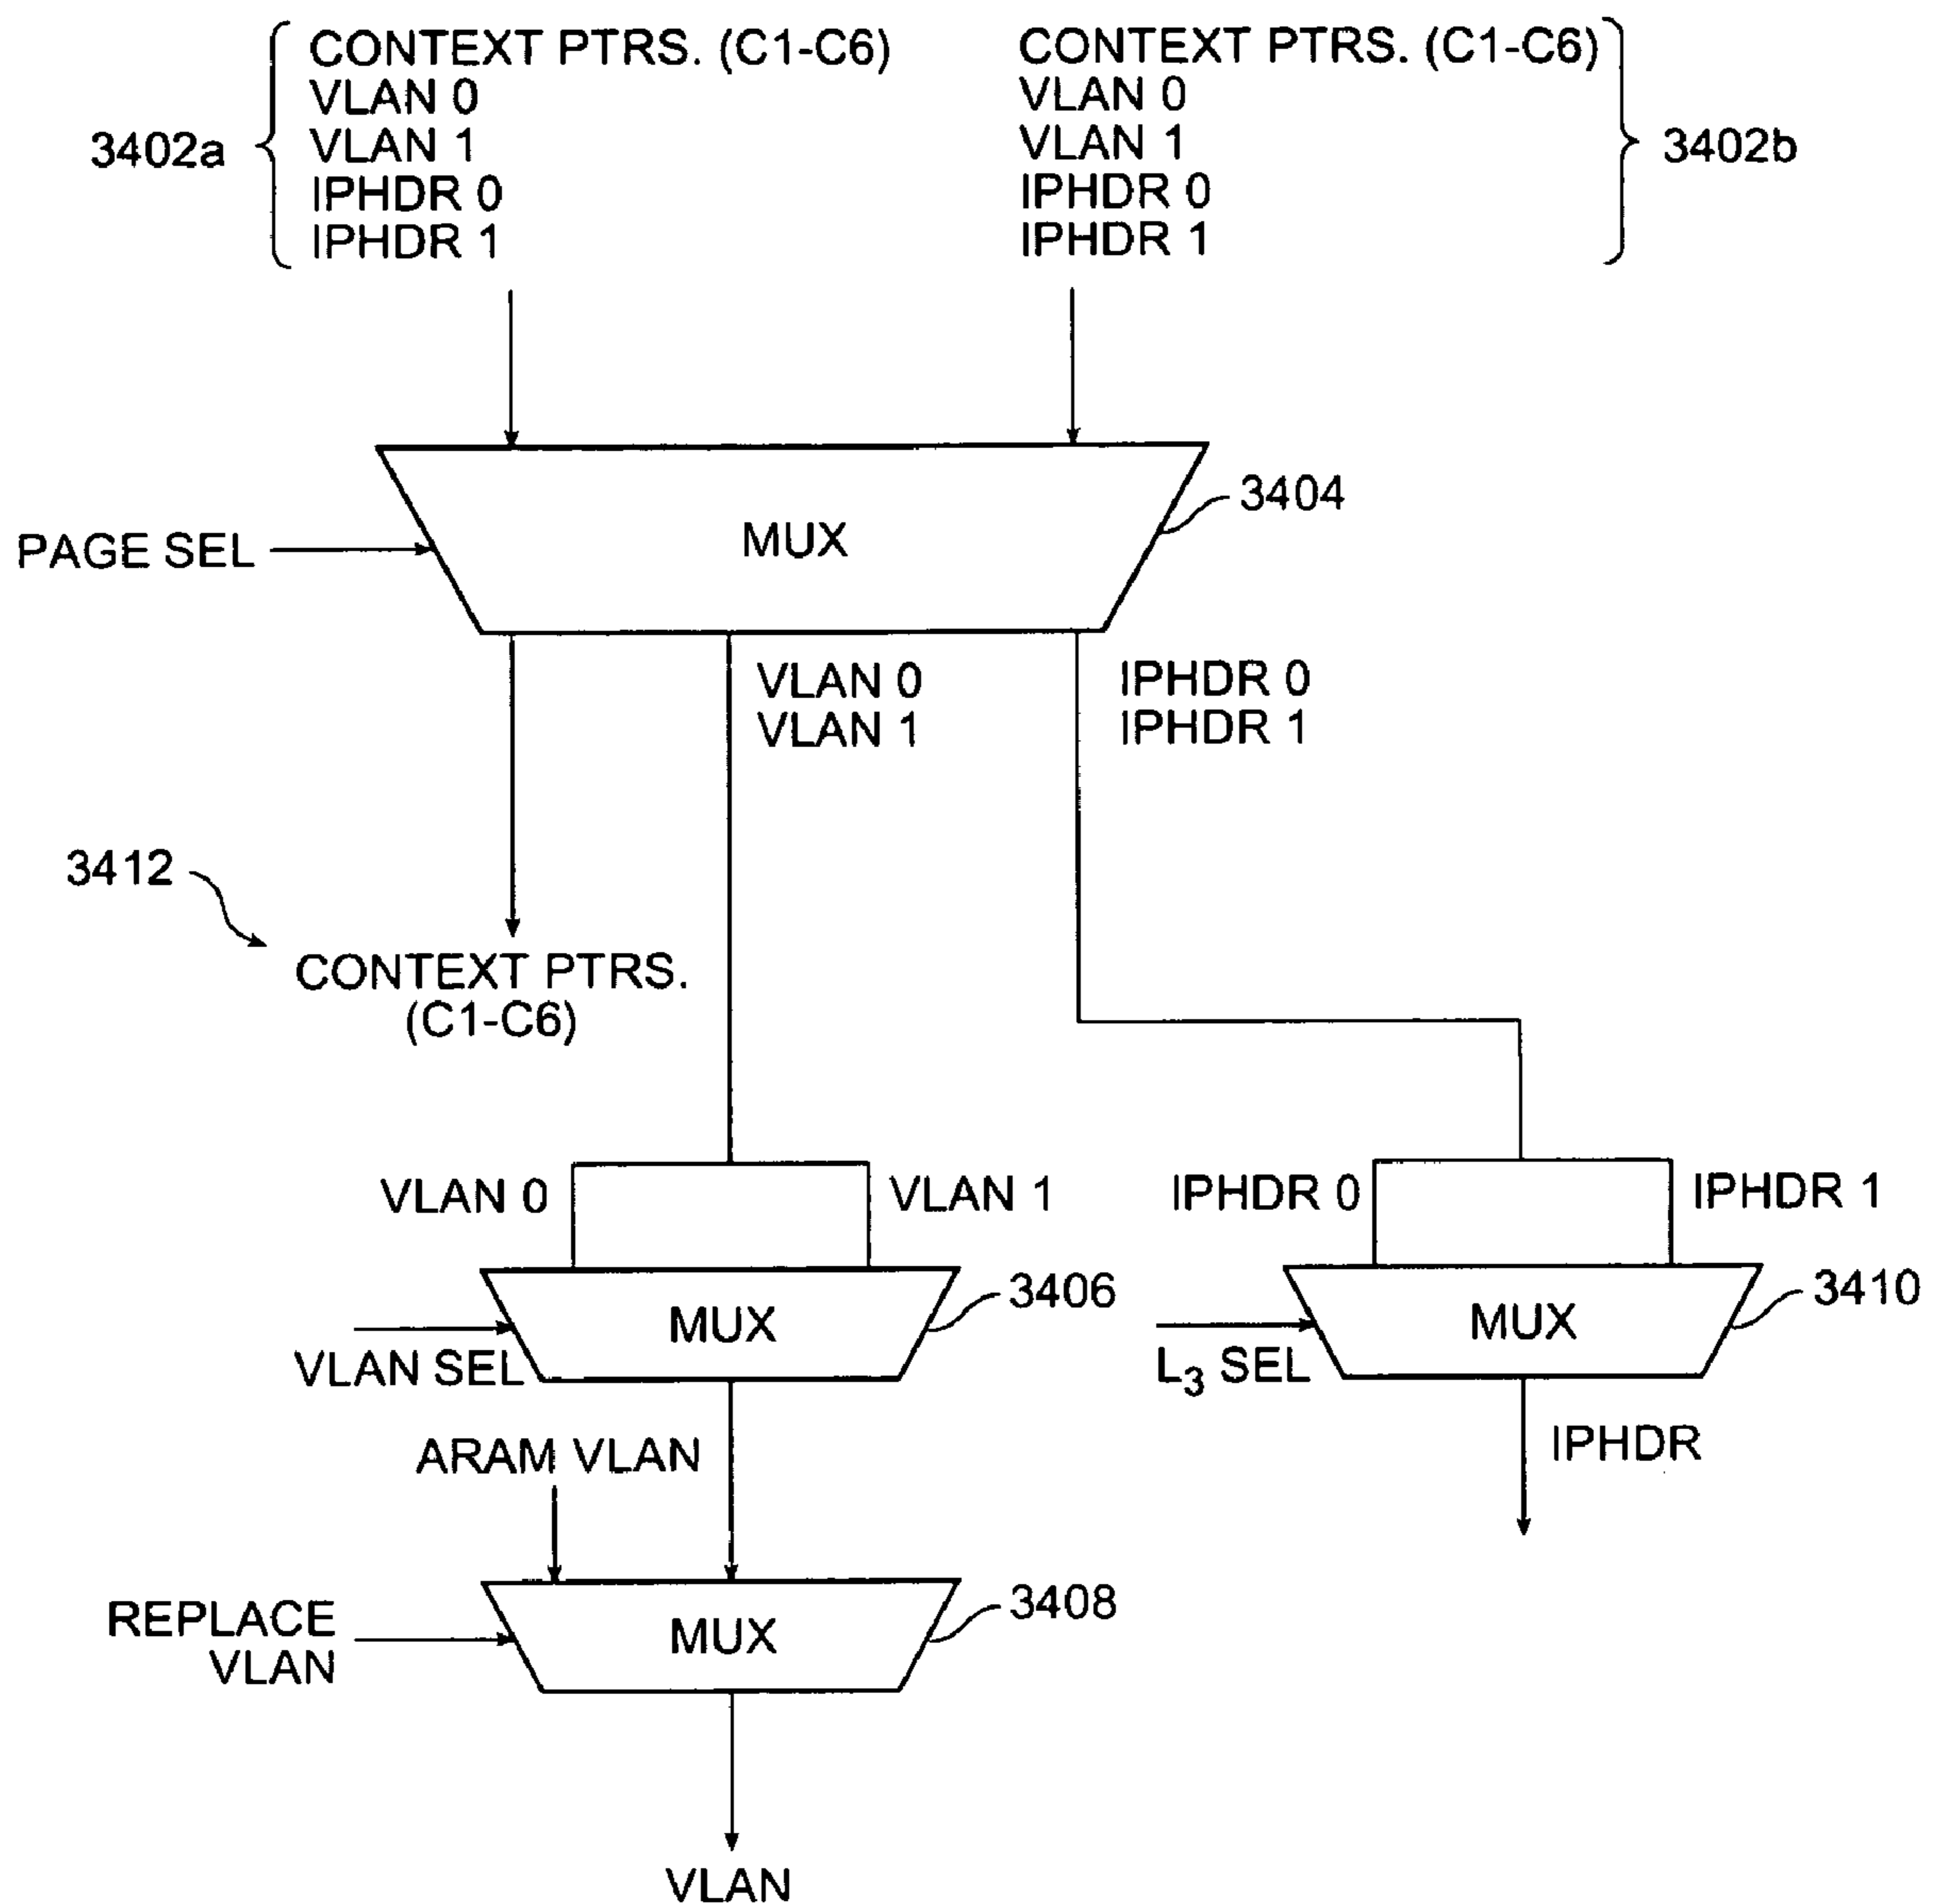 3402a
CONTEXT PTRS. (C1-C6)
VLAN 0
VLAN 1
IPHDR 0
IPHDR 1
CONTEXT PTRS. (C1-C6)
VLAN 0
VLAN 1
IPHDR 0
IPHDR 1
3402b
3404
PAGE SEL
MUX
VLAN 0
VLAN 1
IPHDR 0
IPHDR 1
3412
CONTEXT PTRS.
(C1-C6)
VLAN 0
VLAN 1
IPHDR 0
IPHDR 1
MUX
3406
VLAN SEL
MUX
3410
L3 SEL
ARAM VLAN
IPHDR
REPLACE
VLAN
MUX
3408
VLAN